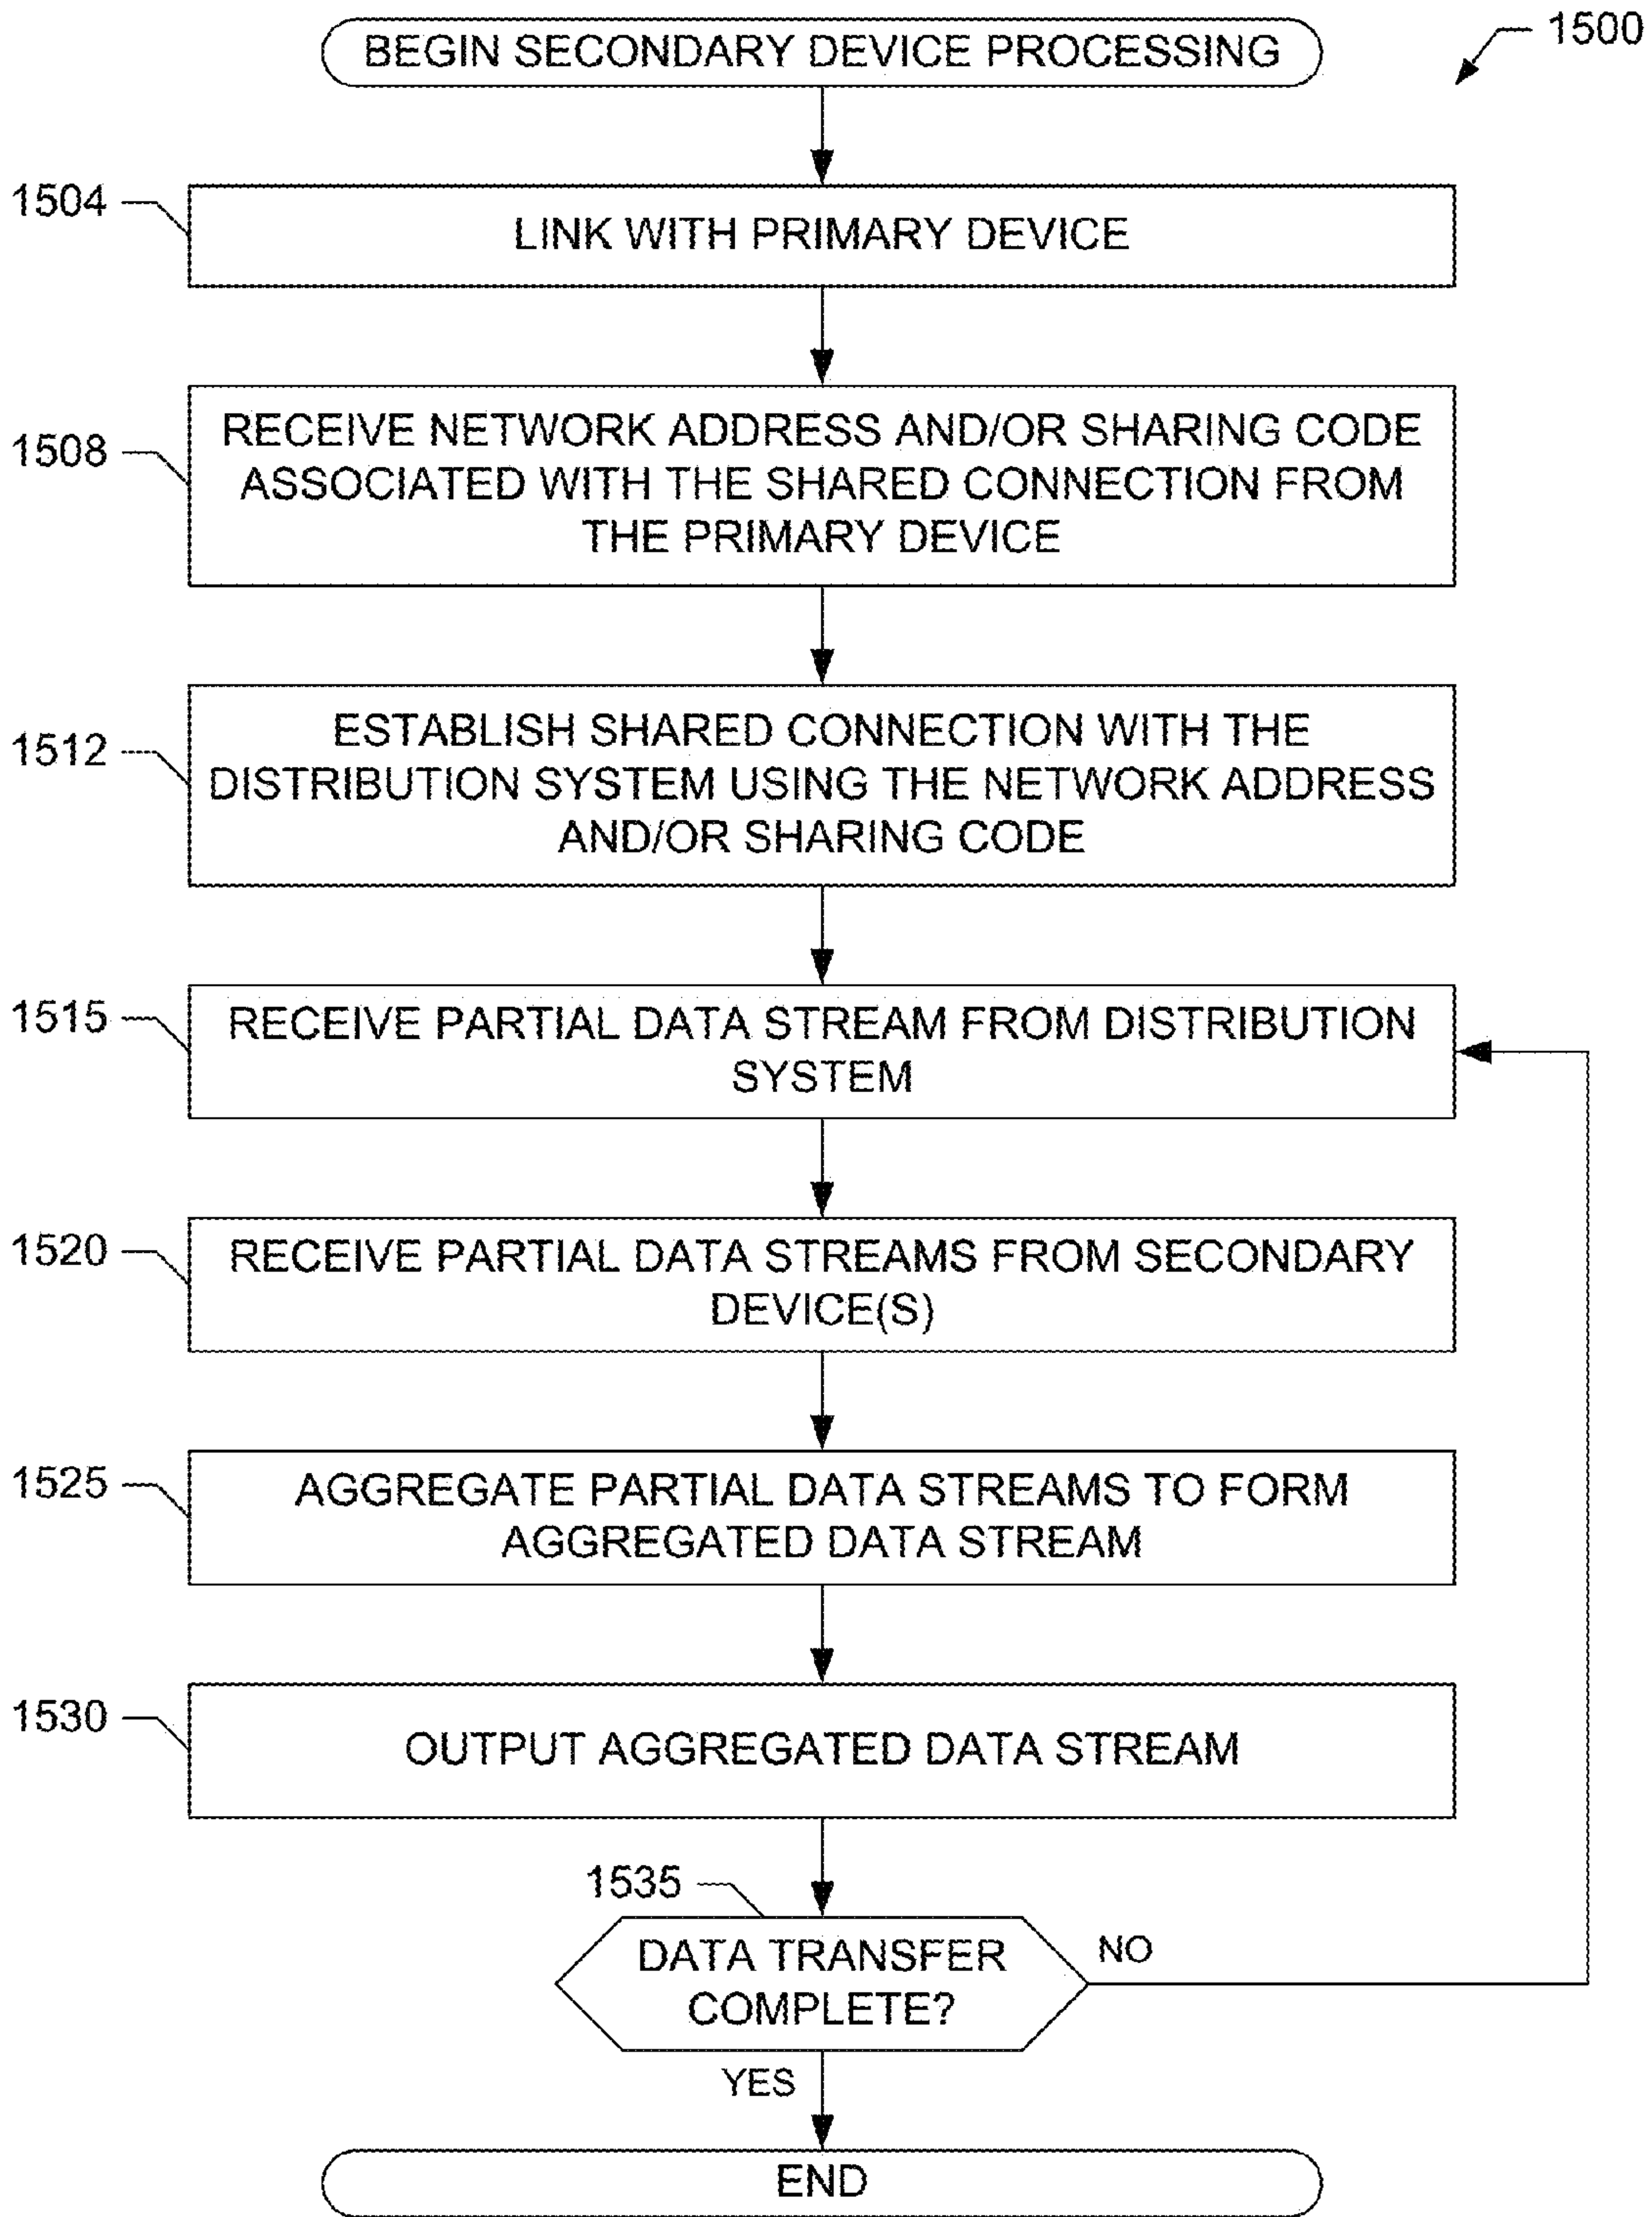 BEGIN SECONDARY DEVICE PROCESSING
1500
1504
LINK WITH PRIMARY DEVICE
1508
RECEIVE NETWORK ADDRESS AND/OR SHARING CODE
ASSOCIATED WITH THE SHARED CONNECTION FROM
THE PRIMARY DEVICE
1512
ESTABLISH SHARED CONNECTION WITH THE
DISTRIBUTION SYSTEM USING THE NETWORK ADDRESS
AND/OR SHARING CODE
1515
RECEIVE PARTIAL DATA STREAM FROM DISTRIBUTION
SYSTEM
1520
RECEIVE PARTIAL DATA STREAMS FROM SECONDARY
DEVICE(S)
1525
AGGREGATE PARTIAL DATA STREAMS TO FORM
AGGREGATED DATA STREAM
1530
OUTPUT AGGREGATED DATA STREAM
1535
DATA TRANSFER
COMPLETE?
NO
YES
END